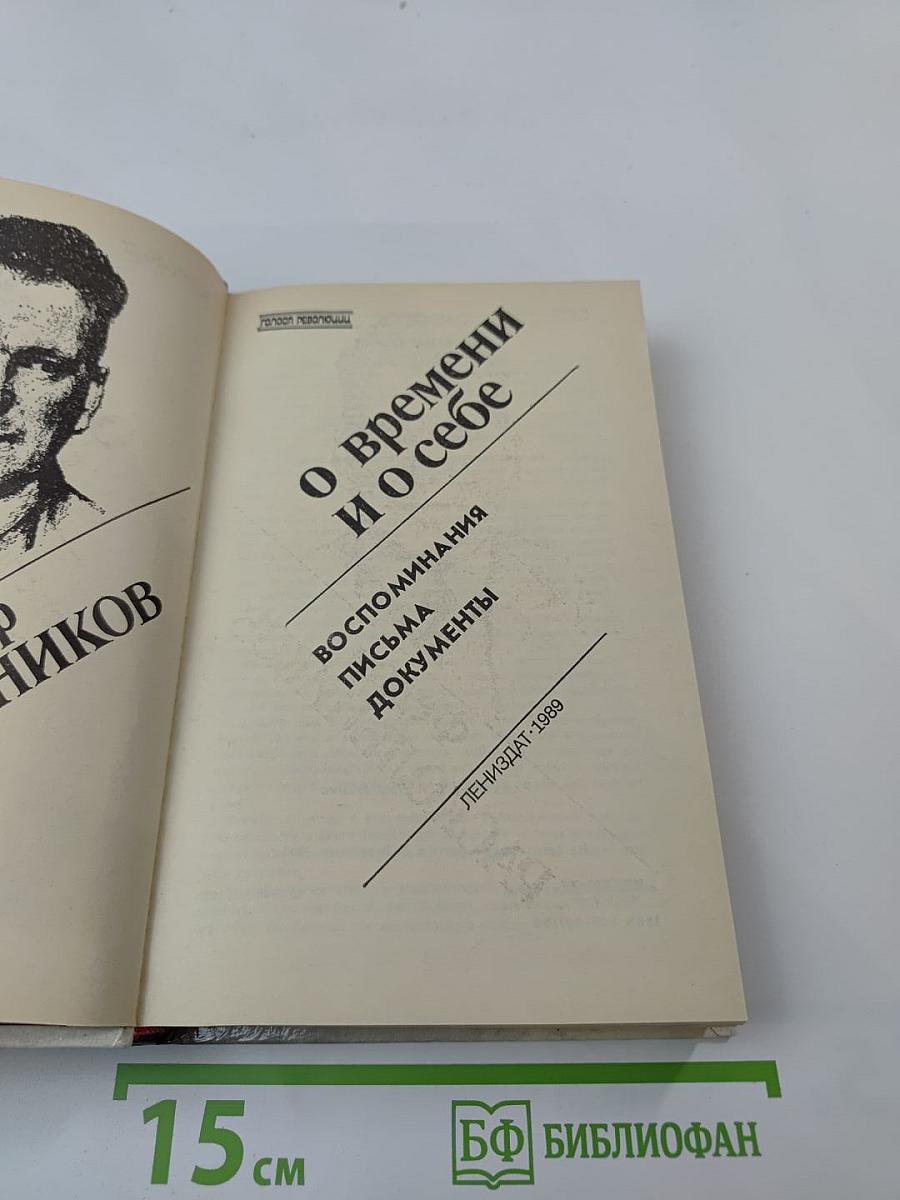 р
НИКОВ
ГОЛОСА РЕВОЛЮЦИИ
О времени
и о себе
ВОСПОМИНАНИЯ
ПИСЬМА
ДОКУМЕНТЫ
ЛЕНИЗДАТ·1989
15 см
БФ БИБЛИОФАН